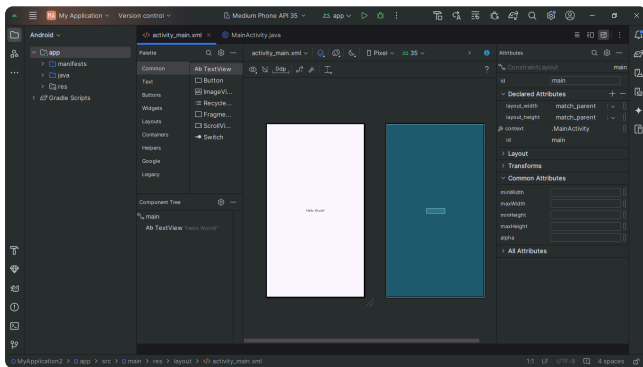 MA My Application Version control Medium Phone API 35 app
activity_main.xml MainActivity.java
Android
app
manifests
java
res
Gradle Scripts
Palette
Common
Text
Buttons
Widgets
Layouts
Containers
Helpers
Google
Legacy
Ab TextView
Button
ImageVi...
Recycle...
Fragme...
ScrollVi...
Switch
Component Tree
main
Ab TextView "Hello World!"
activity_main.xml Pixel 35
0dp
Hello World!
Attributes
ConstraintLayout main
id main
Declared Attributes
layout_width match_parent
layout_height match_parent
context .MainActivity
id main
Layout
Transforms
Common Attributes
minWidth
maxWidth
minHeight
maxHeight
alpha
All Attributes
MyApplication2 > app > src > main > res > layout > activity_main.xml 1:1 LF UTF-8 4 spaces